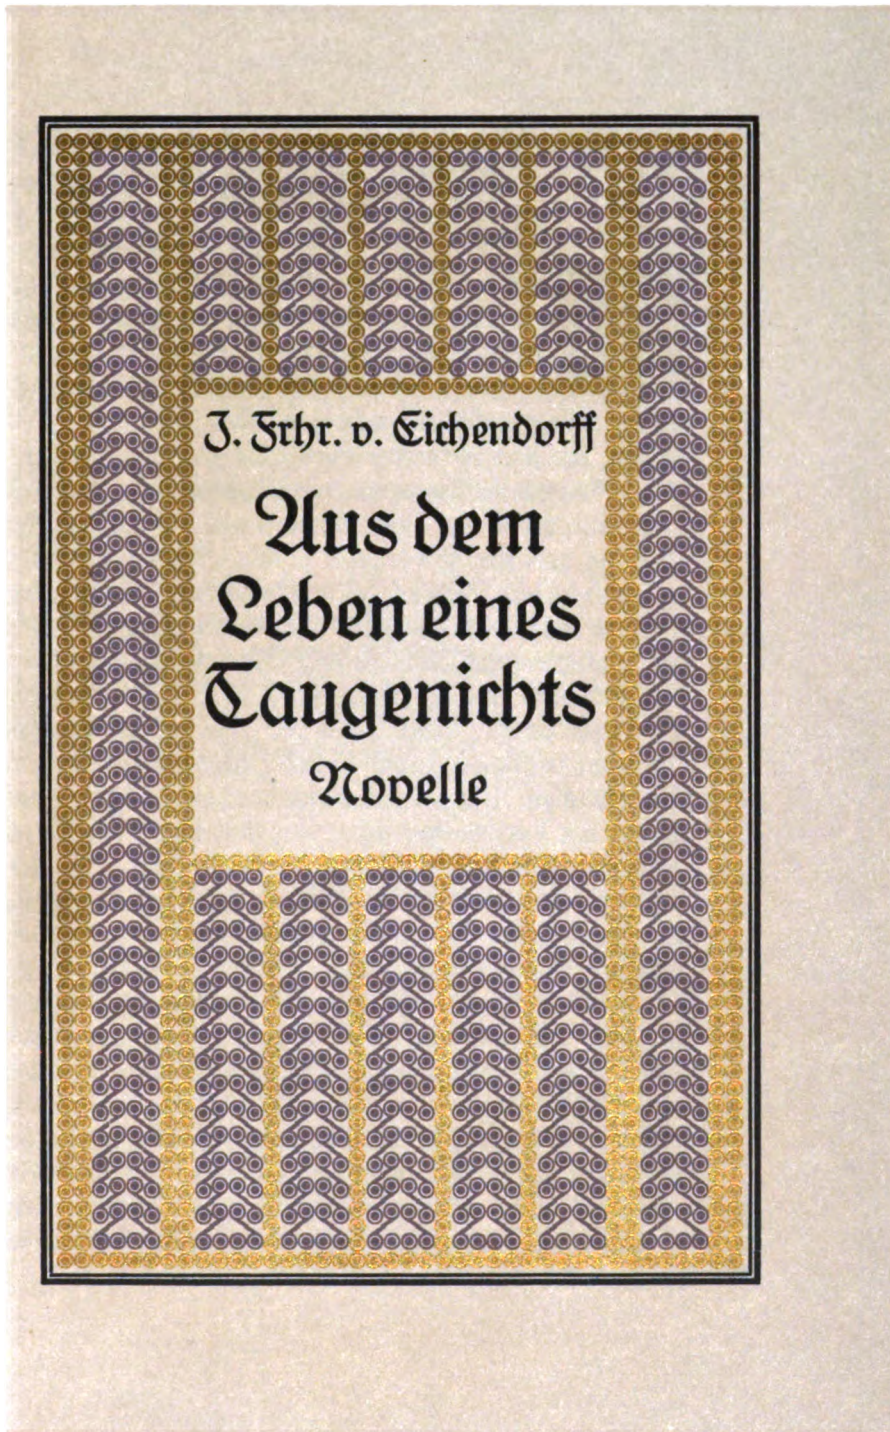 J. Frhr. v. Eichendorff
Aus dem
Leben eines
Taugenichts
Novelle